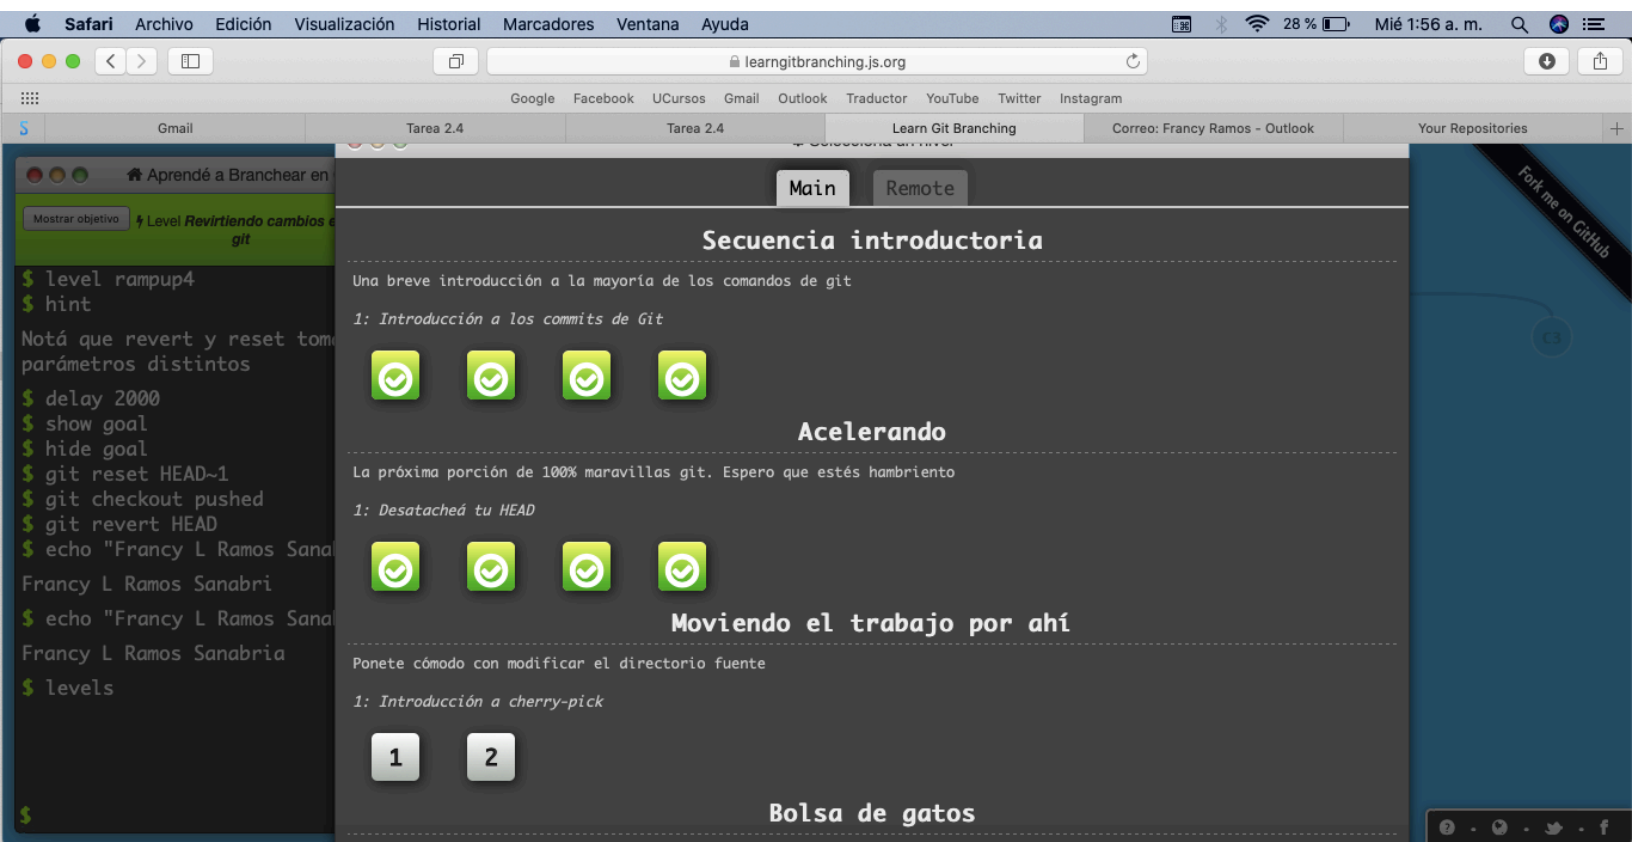 Safari Archivo Edición Visualización Historial Marcadores Ventana Ayuda 28 % Mié 1:56 a. m.
learngitbranching.js.org
Google Facebook UCursos Gmail Outlook Traductor YouTube Twitter Instagram
S Gmail Tarea 2.4 Tarea 2.4 Learn Git Branching Correo: Francy Ramos - Outlook Your Repositories
Aprendé a Branchear en
Mostrar objetivo Level Revirtiendo cambios e
git
$ level rampup4
$ hint
Notá que revert y reset tom
parámetros distintos
$ delay 2000
$ show goal
$ hide goal
$ git reset HEAD~1
$ git checkout pushed
$ git revert HEAD
$ echo "Francy L Ramos Sana
Francy L Ramos Sanabri
$ echo "Francy L Ramos Sana
Francy L Ramos Sanabria
$ levels
$
Main Remote
Secuencia introductoria
Una breve introducción a la mayoría de los comandos de git
1: Introducción a los commits de Git
Acelerando
La próxima porción de 100% maravillas git. Espero que estés hambriento
1: Desatacheá tu HEAD
Moviendo el trabajo por ahí
Ponete cómodo con modificar el directorio fuente
1: Introducción a cherry-pick
1 2
Bolsa de gatos
Fork me on GitHub
C3